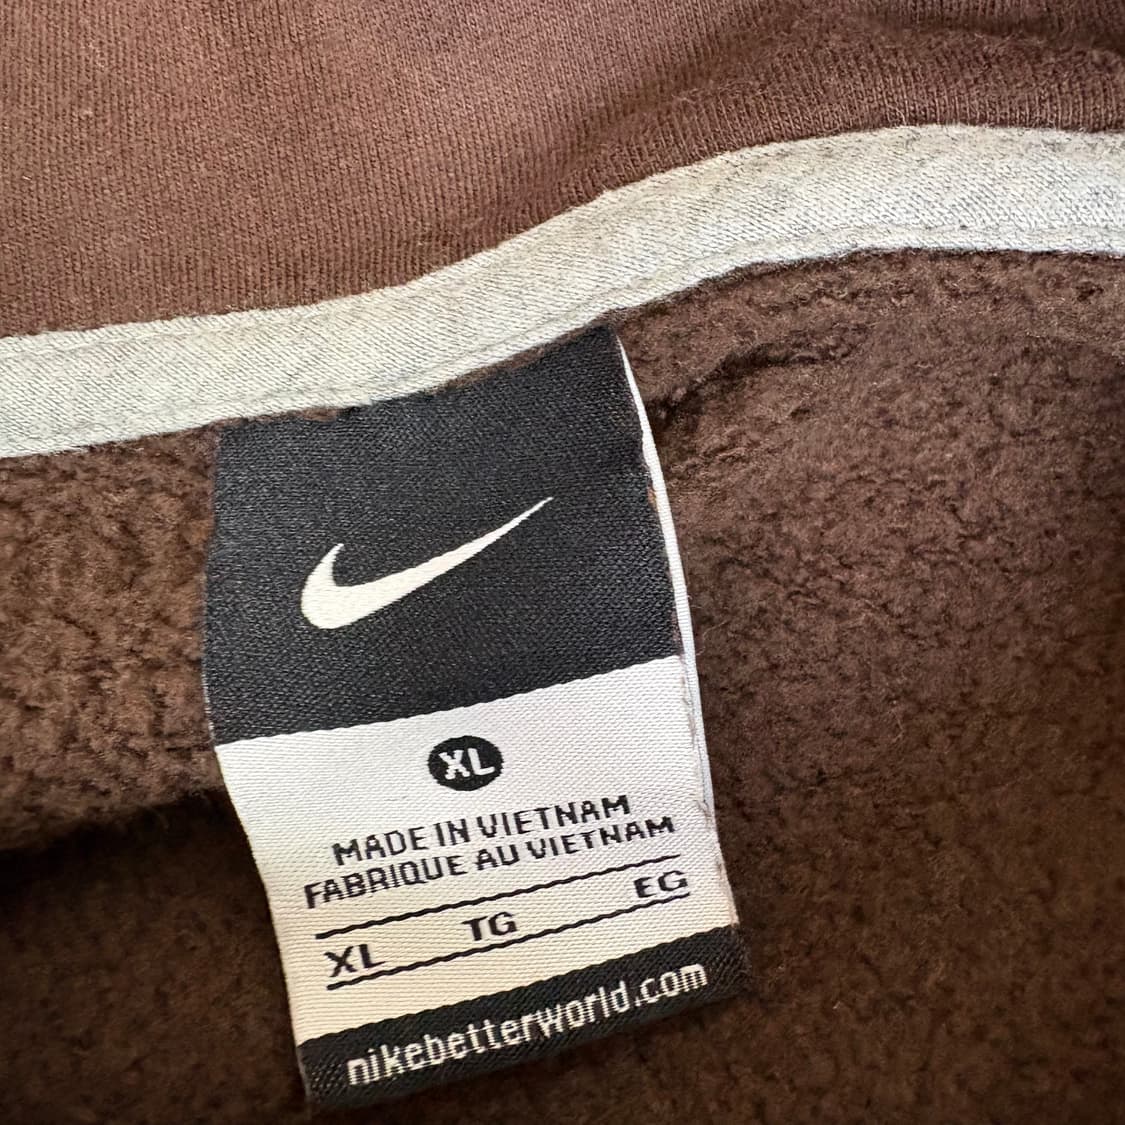 XL
MADE IN VIETNAM
FABRIQUE AU VIETNAM
XL TG EG
nikebetterworld.com